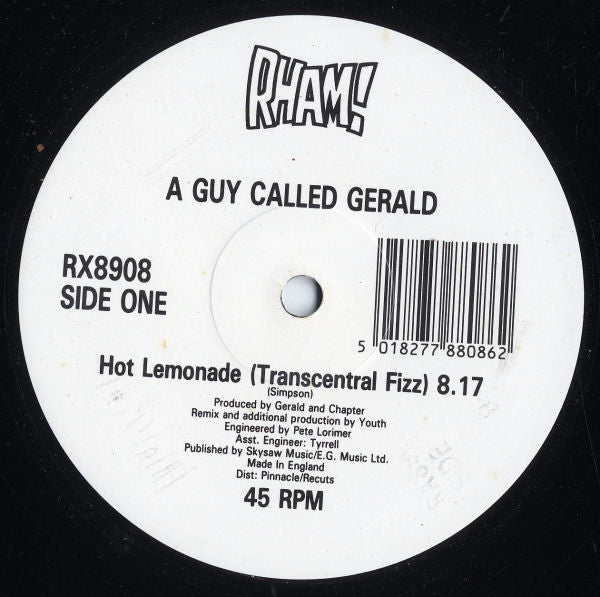 RHAM!
A GUY CALLED GERALD
RX8908
SIDE ONE
5 018277 880862
Hot Lemonade (Transcentral Fizz) 8.17
(Simpson)
Produced by Gerald and Chapter
Remix and additional production by Youth
Engineered by Pete Lorimer
Asst. Engineer: Tyrrell
Published by Skysaw Music/E.G. Music Ltd.
Made In England
Dist: Pinnacle/Recuts
45 RPM